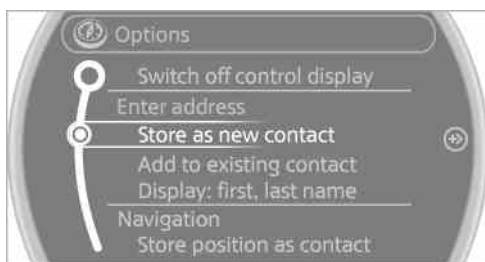 Options
Switch off control display
Enter address
Store as new contact
Add to existing contact
Display: first, last name
Navigation
Store position as contact